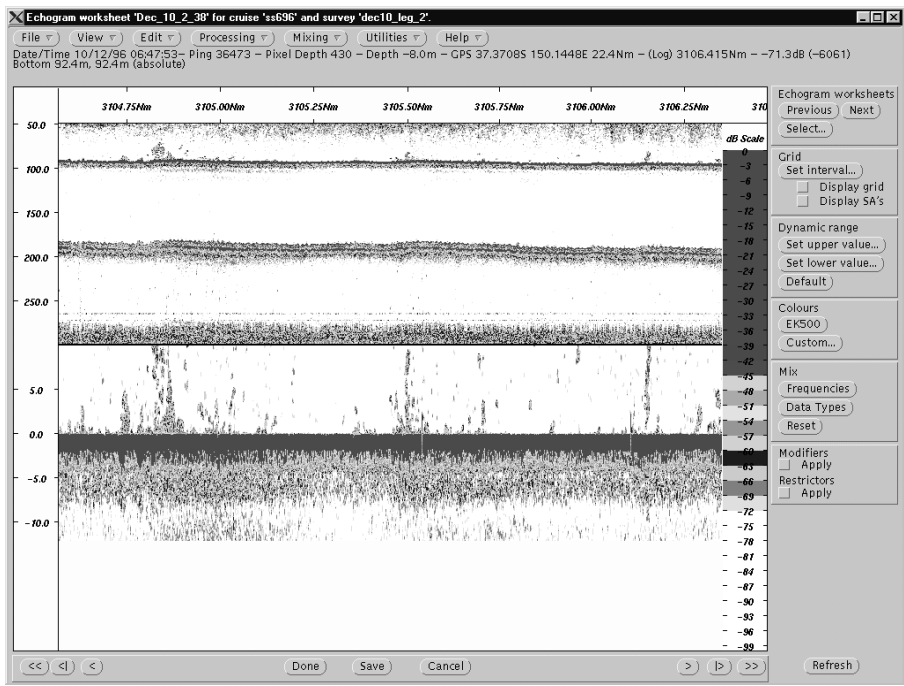 Echogram worksheet 'Dec_10_2_38' for cruise 'ss696' and survey 'dec10_leg_2'.
File View Edit Processing Mixing Utilities Help
Date/Time 10/12/96 06:47:53- Ping 36473 - Pixel Depth 430 - Depth -8.0m - GPS 37.3708S 150.1448E 22.4Nm - (Log) 3106.415Nm - -71.3dB (-6061)
Bottom 92.4m, 92.4m (absolute)
3104.75Nm 3105.00Nm 3105.25Nm 3105.50Nm 3105.75Nm 3106.00Nm 3106.25Nm 310
50.0
100.0
150.0
200.0
250.0
5.0
0.0
-5.0
-10.0
dB Scale
0
-3
-6
-9
-12
-15
-18
-21
-24
-27
-30
-33
-36
-39
-42
-45
-48
-51
-54
-57
-60
-63
-66
-69
-72
-75
-78
-81
-84
-87
-90
-93
-96
-99
Echogram worksheets
Previous Next
Select...
Grid
Set interval...
Display grid
Display SA's
Dynamic range
Set upper value...
Set lower value...
Default
Colours
EK500
Custom...
Mix
Frequencies
Data Types
Reset
Modifiers
Apply
Restrictors
Apply
<< <| < Done Save Cancel > |> >> Refresh